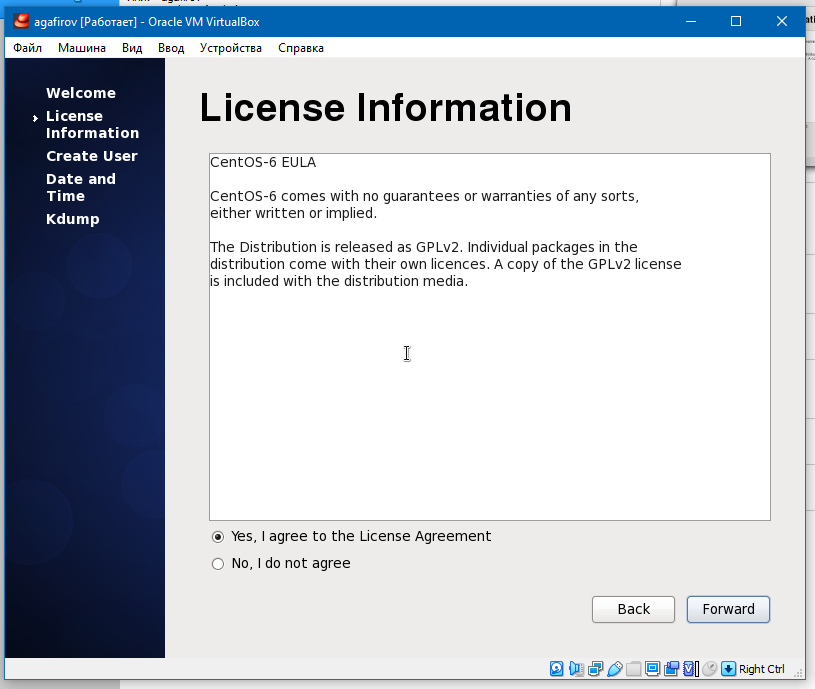 agafirov [Работает] - Oracle VM VirtualBox
Файл Машина Вид Ввод Устройства Справка
Welcome
License
Information
Create User
Date and
Time
Kdump
License Information
CentOS-6 EULA
CentOS-6 comes with no guarantees or warranties of any sorts,
either written or implied.
The Distribution is released as GPLv2. Individual packages in the
distribution come with their own licences. A copy of the GPLv2 license
is included with the distribution media.
Yes, I agree to the License Agreement
No, I do not agree
Back Forward
Right Ctrl